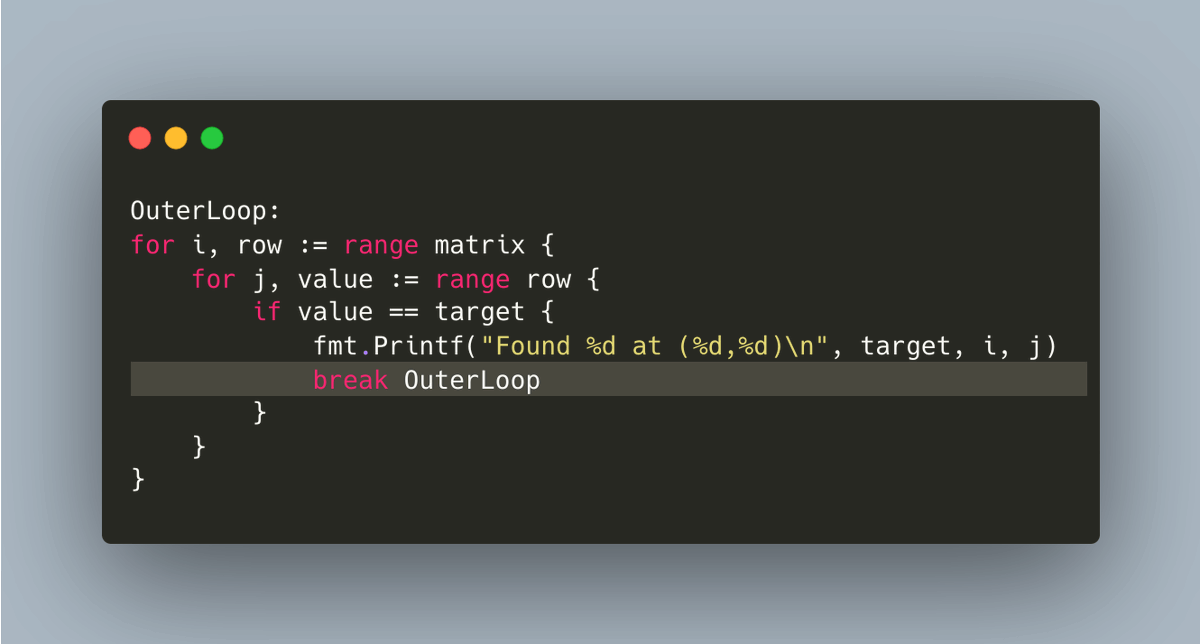 OuterLoop:
for i, row := range matrix {
    for j, value := range row {
        if value == target {
            fmt.Printf("Found %d at (%d,%d)\n", target, i, j)
            break OuterLoop
        }
    }
}